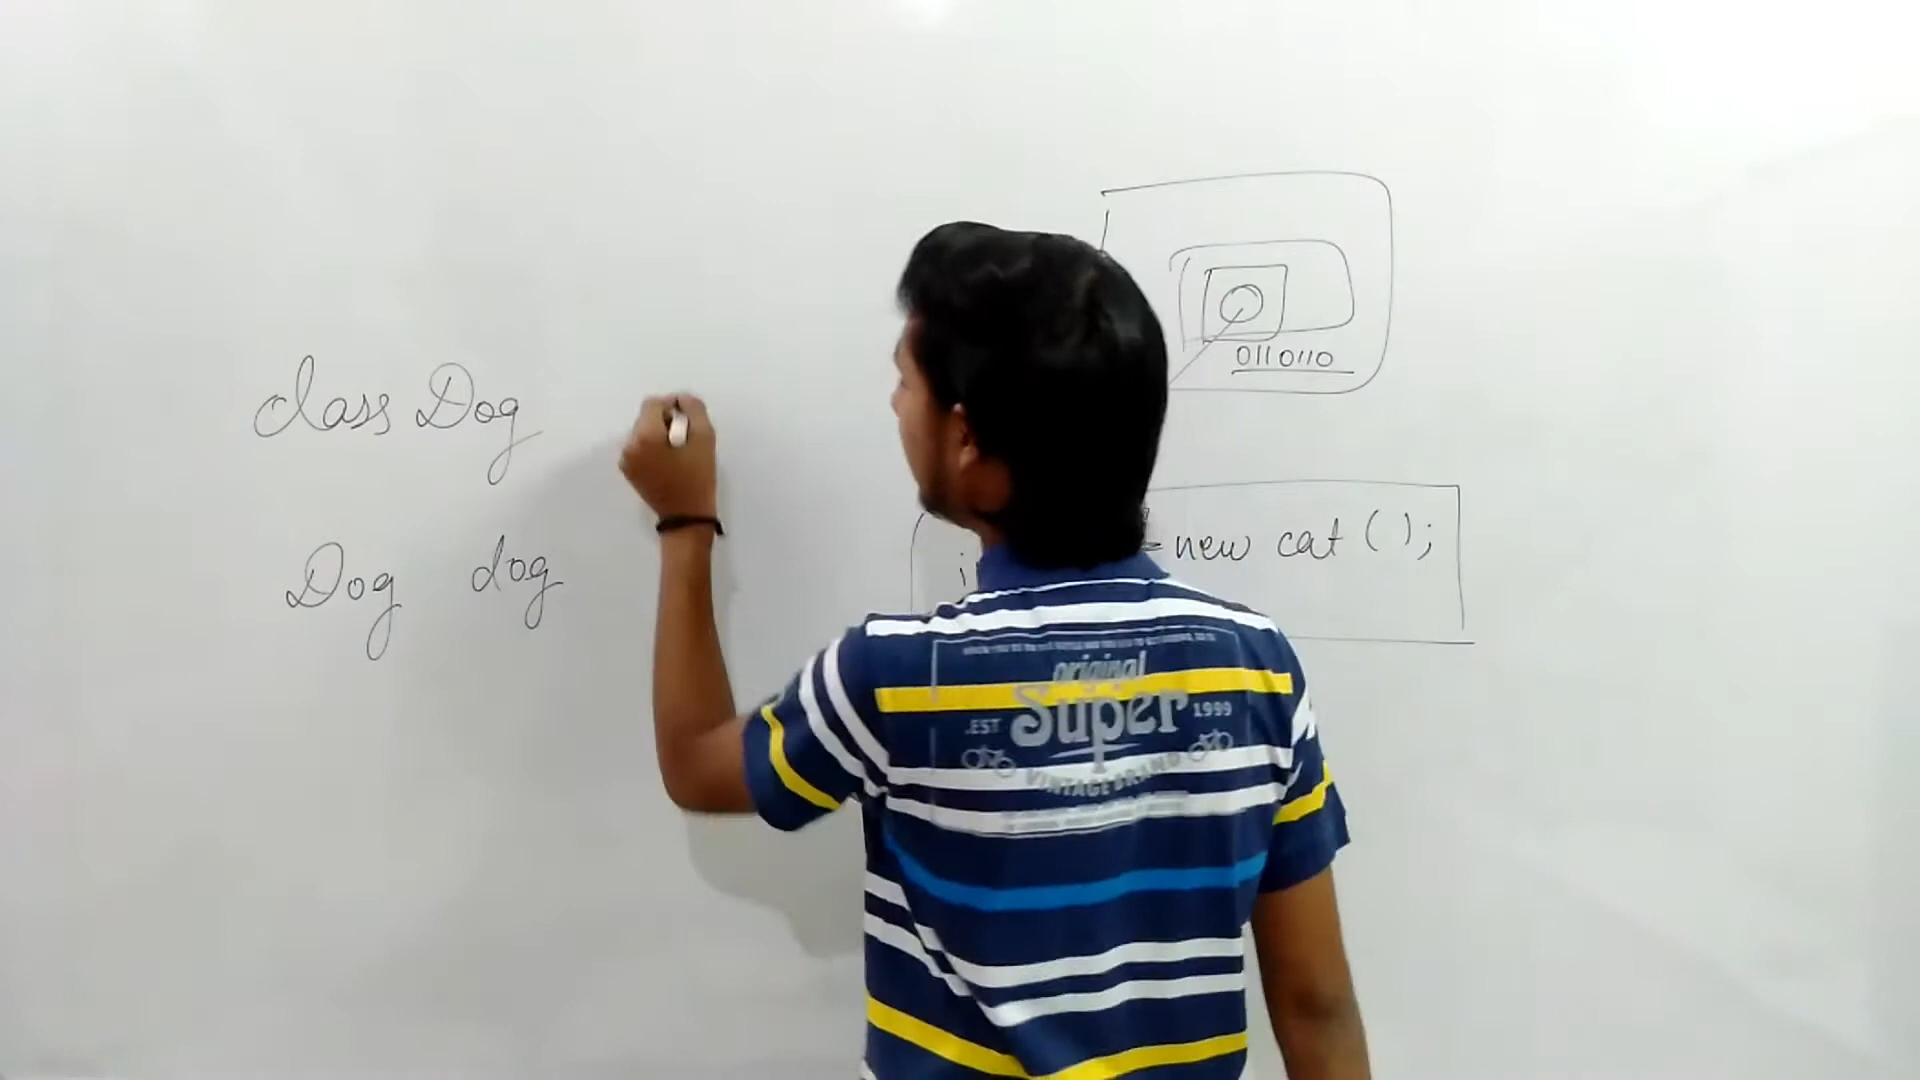 class Dog
Dog dog
0110110
= new cat ( );
original
Super
.EST 1999
VINTAGE BRAND